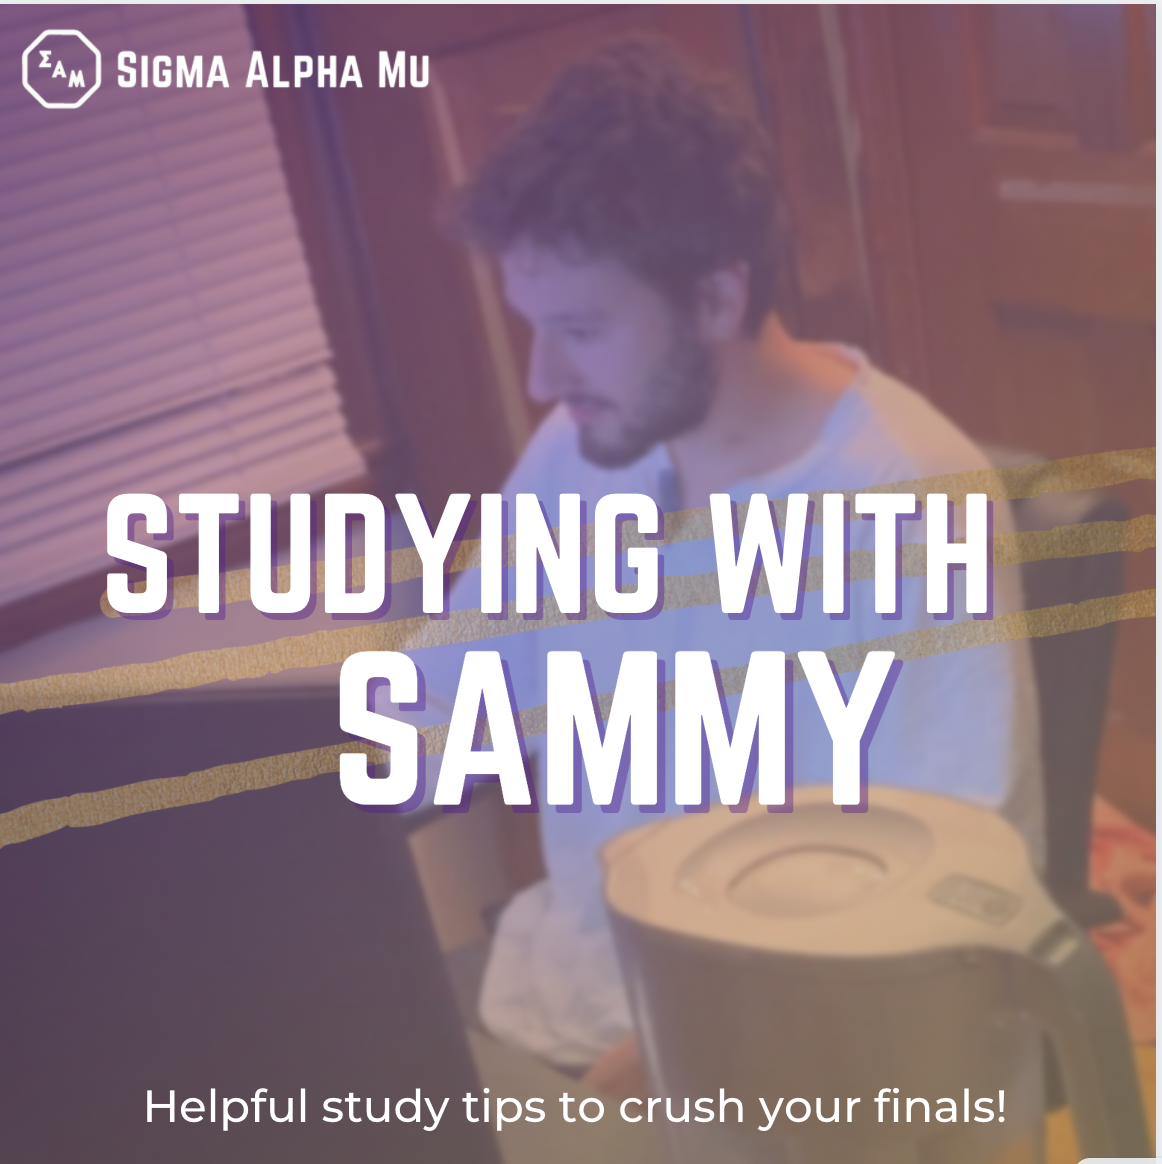 ΣΑΜ
SIGMA ALPHA MU
STUDYING WITH
SAMMY
Helpful study tips to crush your finals!